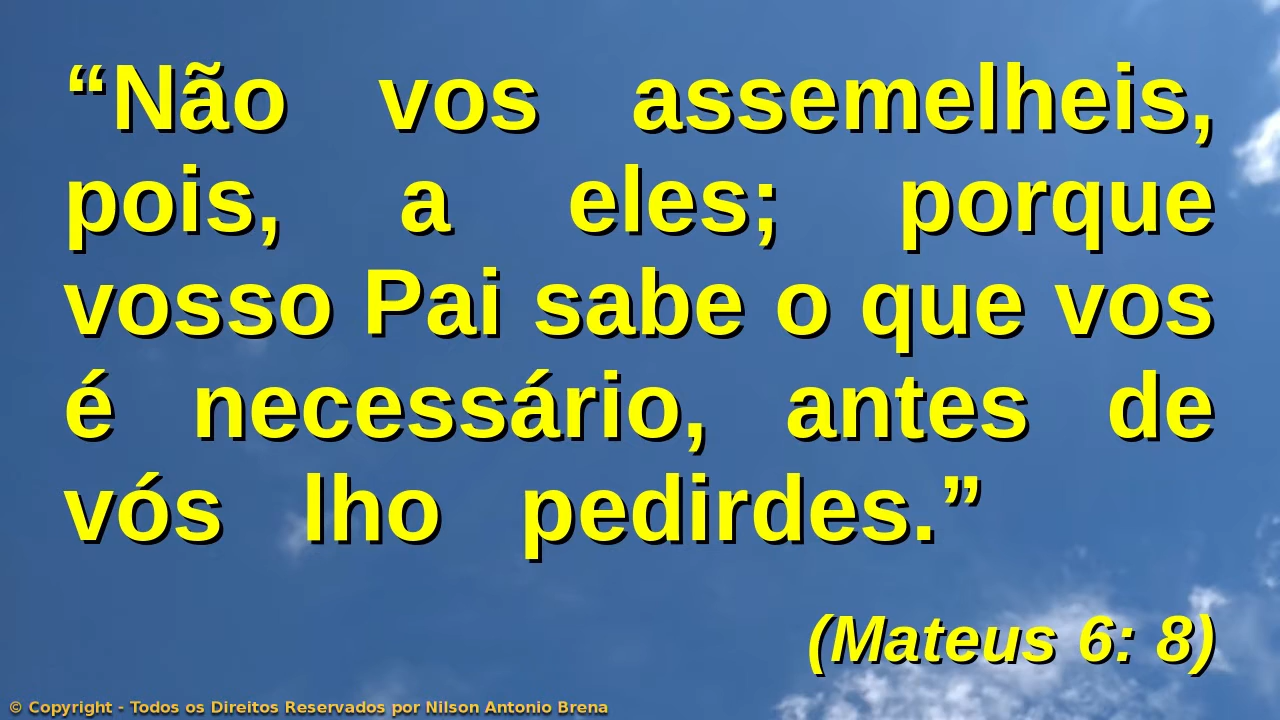 “Não vos assemelheis,
pois, a eles; porque
vosso Pai sabe o que vos
é necessário, antes de
vós lho pedirdes.”
(Mateus 6: 8)
© Copyright - Todos os Direitos Reservados por Nilson Antonio Brena